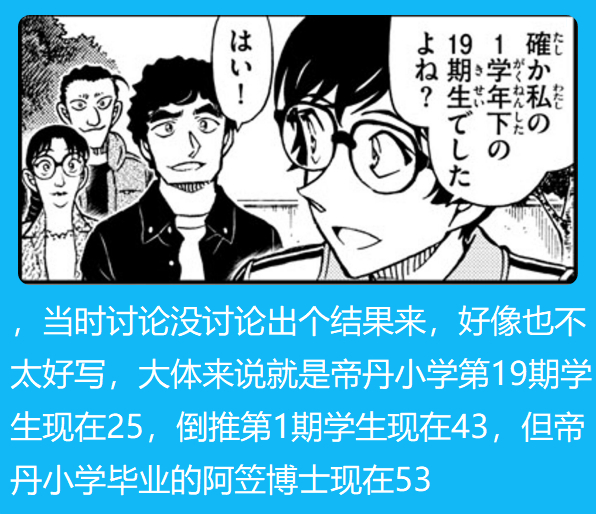 確か私の
1学年下の
19期生でした
よね?
はい!
，当时讨论没讨论出个结果来，好像也不
太好写，大体来说就是帝丹小学第19期学
生现在25，倒推第1期学生现在43，但帝
丹小学毕业的阿笠博士现在53